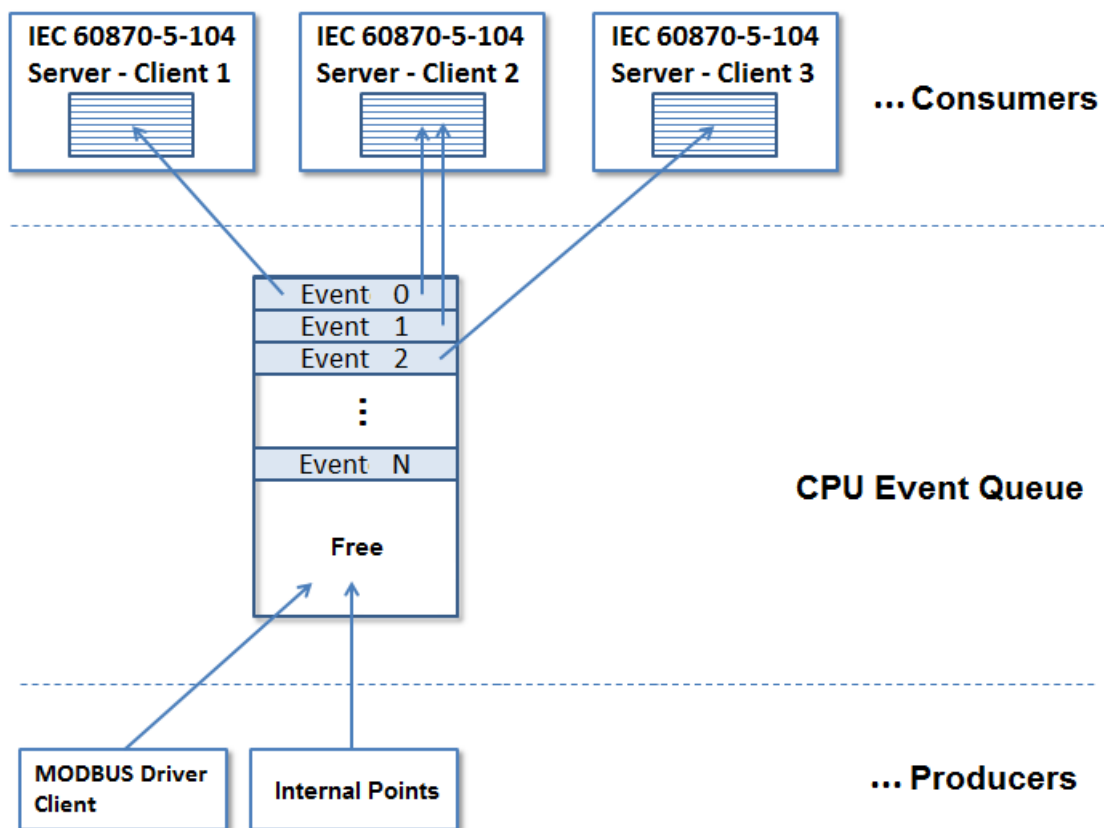 IEC 60870-5-104
Server - Client 1
IEC 60870-5-104
Server - Client 2
IEC 60870-5-104
Server - Client 3
... Consumers
Event 0
Event 1
Event 2
⋮
Event N
CPU Event Queue
Free
MODBUS Driver
Client
Internal Points
... Producers